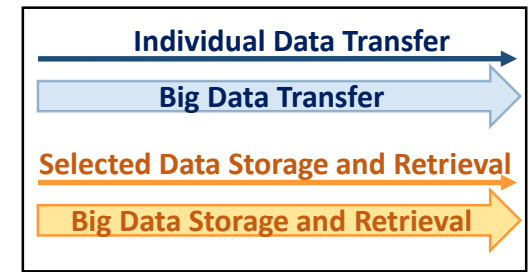 Individual Data Transfer
Big Data Transfer
Selected Data Storage and Retrieval
Big Data Storage and Retrieval